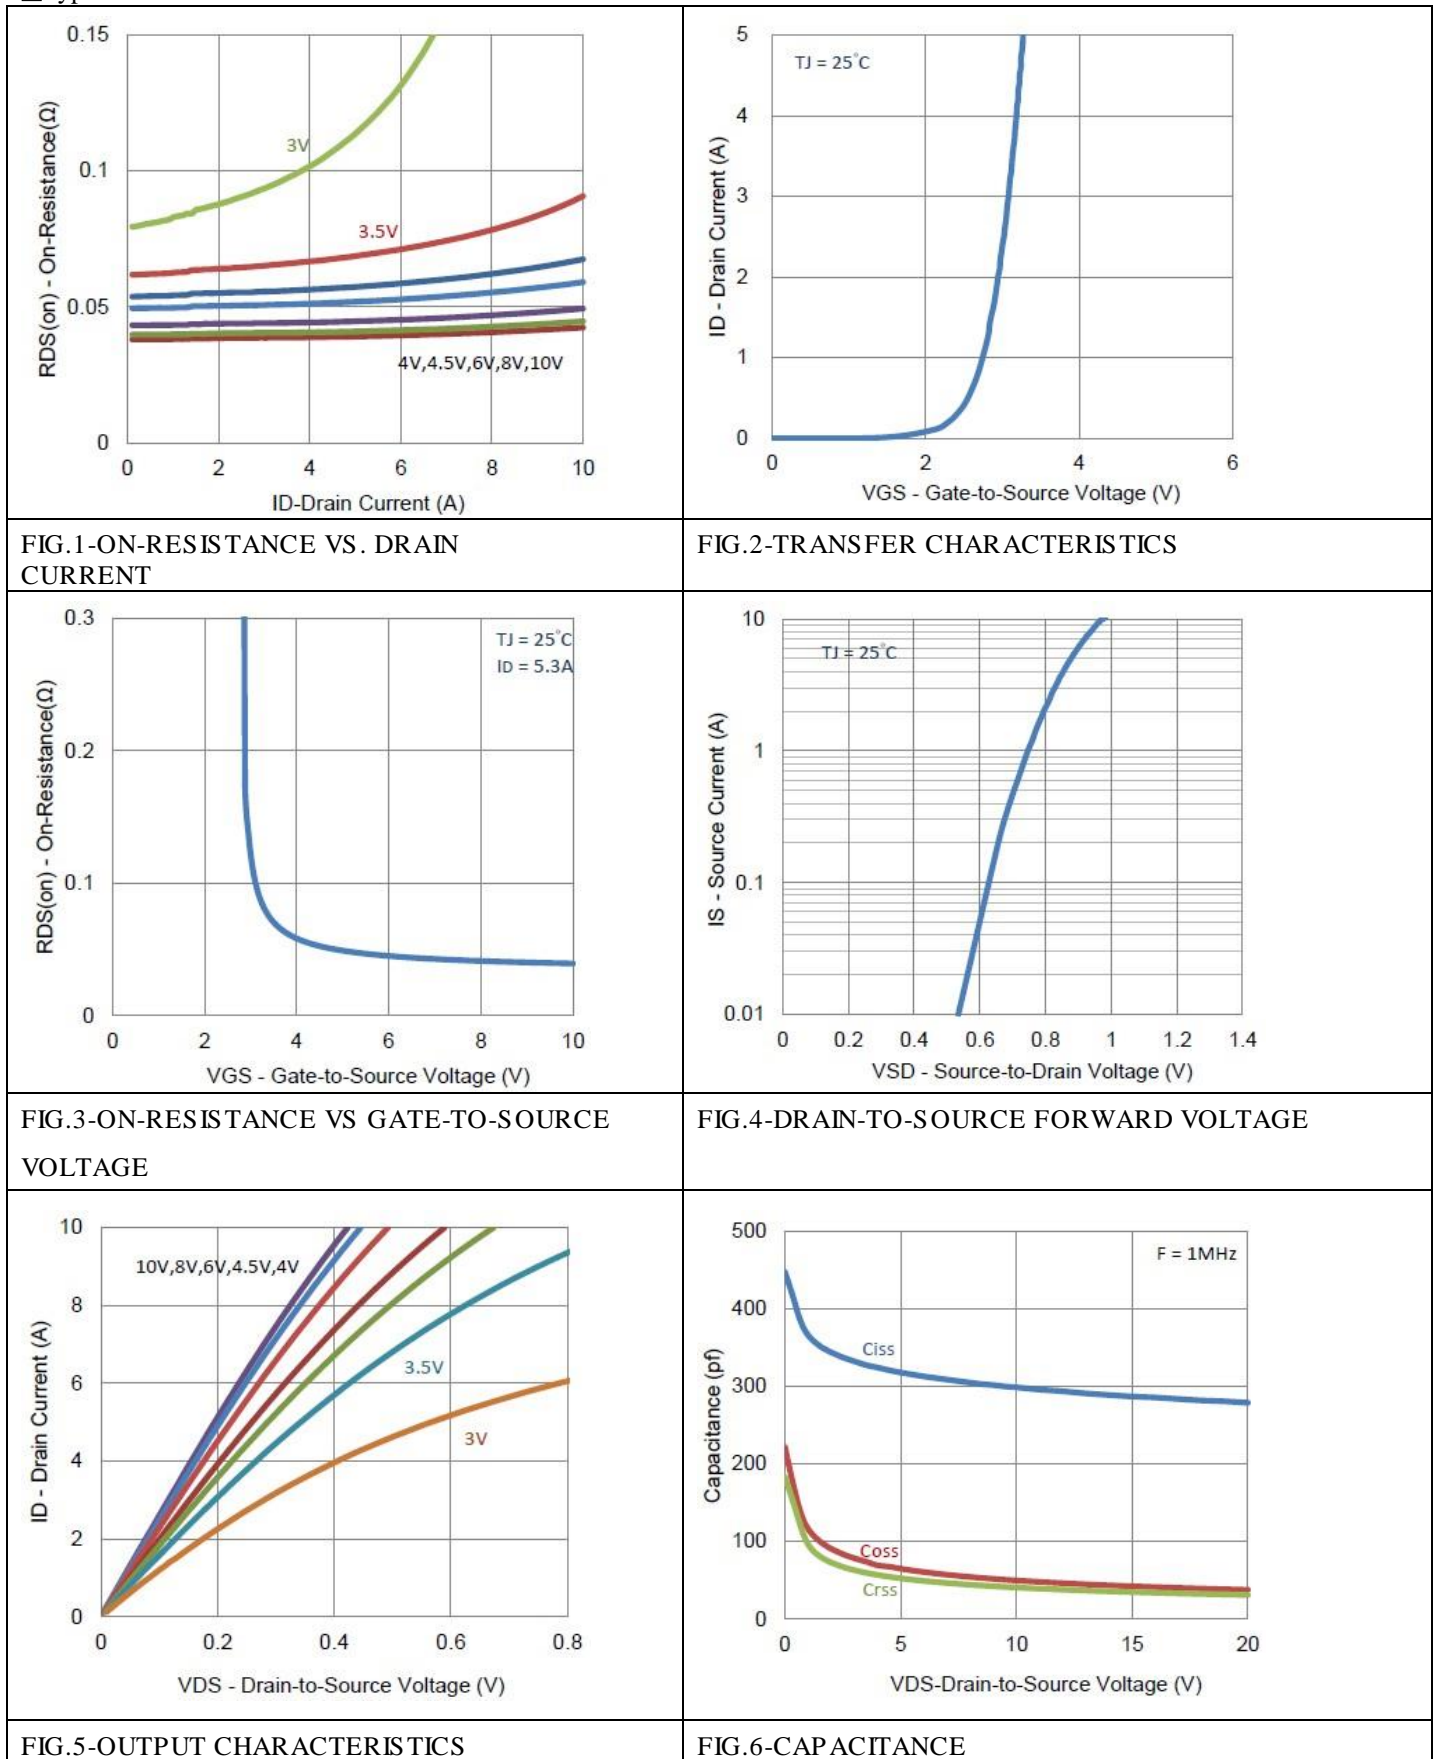 0.15
0.1
0.05
0
0 2 4 6 8 10
RDS(on) - On-Resistance(Ω)
3V
3.5V
4V,4.5V,6V,8V,10V
ID-Drain Current (A)
5
4
3
2
1
0
0 2 4 6
ID - Drain Current (A)
TJ = 25°C
VGS - Gate-to-Source Voltage (V)
FIG.1-ON-RESISTANCE VS. DRAIN
CURRENT
FIG.2-TRANSFER CHARACTERISTICS
0.3
0.2
0.1
0
0 2 4 6 8 10
RDS(on) - On-Resistance(Ω)
TJ = 25°C
ID = 5.3A
VGS - Gate-to-Source Voltage (V)
10
1
0.1
0.01
0 0.2 0.4 0.6 0.8 1 1.2 1.4
IS - Source Current (A)
TJ = 25°C
VSD - Source-to-Drain Voltage (V)
FIG.3-ON-RESISTANCE VS GATE-TO-SOURCE
VOLTAGE
FIG.4-DRAIN-TO-SOURCE FORWARD VOLTAGE
10
8
6
4
2
0
0 0.2 0.4 0.6 0.8
ID - Drain Current (A)
10V,8V,6V,4.5V,4V
3.5V
3V
VDS - Drain-to-Source Voltage (V)
500
400
300
200
100
0
0 5 10 15 20
Capacitance (pf)
F = 1MHz
Ciss
Coss
Crss
VDS-Drain-to-Source Voltage (V)
FIG.5-OUTPUT CHARACTERISTICS
FIG.6-CAPACITANCE